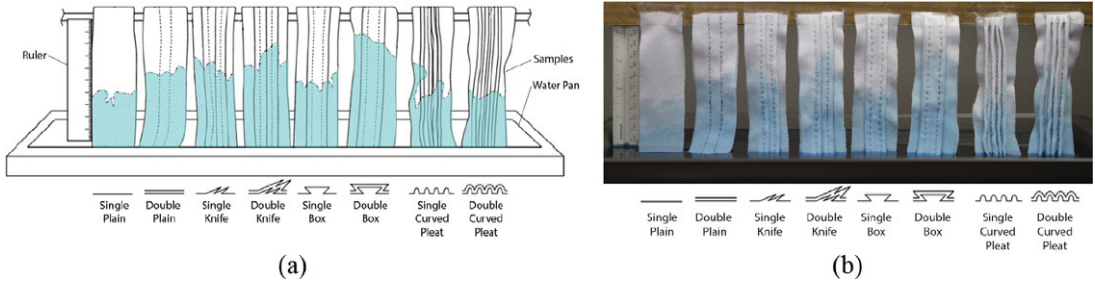 Ruler
Samples
Water Pan
Single Plain
Double Plain
Single Knife
Double Knife
Single Box
Double Box
Single Curved Pleat
Double Curved Pleat
(a)
Single Plain
Double Plain
Single Knife
Double Knife
Single Box
Double Box
Single Curved Pleat
Double Curved Pleat
(b)